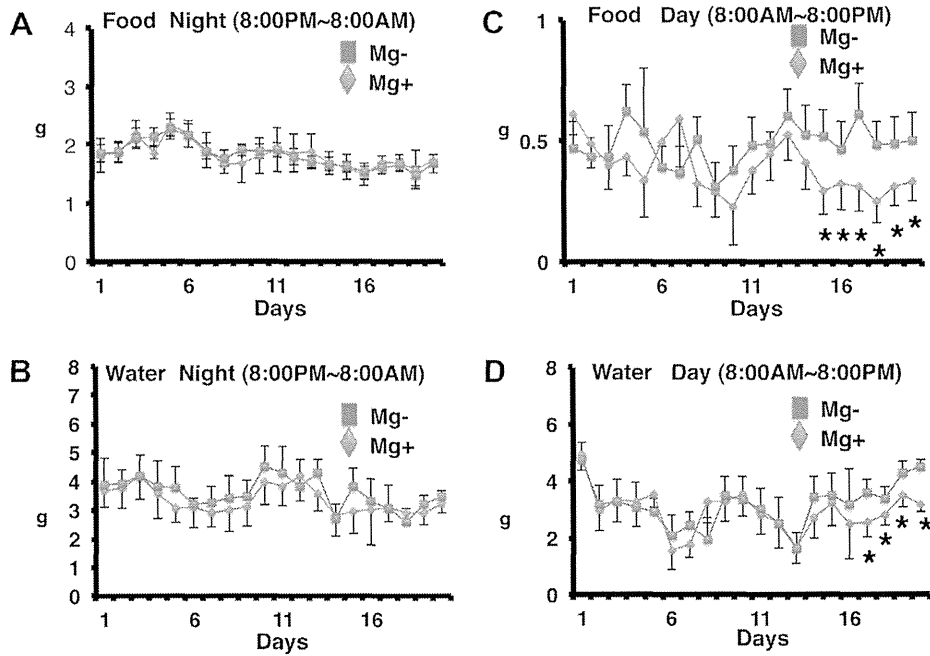 A
Food Night (8:00PM~8:00AM)
4
3
2
1
0
g
Mg-
Mg+
1
6
11
16
Days
C
Food Day (8:00AM~8:00PM)
1
0.5
0
g
Mg-
Mg+
* * * * * *
1
6
11
16
Days
B
Water Night (8:00PM~8:00AM)
8
7
6
5
4
3
2
1
0
g
Mg-
Mg+
1
6
11
16
Days
D
Water Day (8:00AM~8:00PM)
8
6
4
2
0
g
Mg-
Mg+
* * * *
1
6
11
16
Days